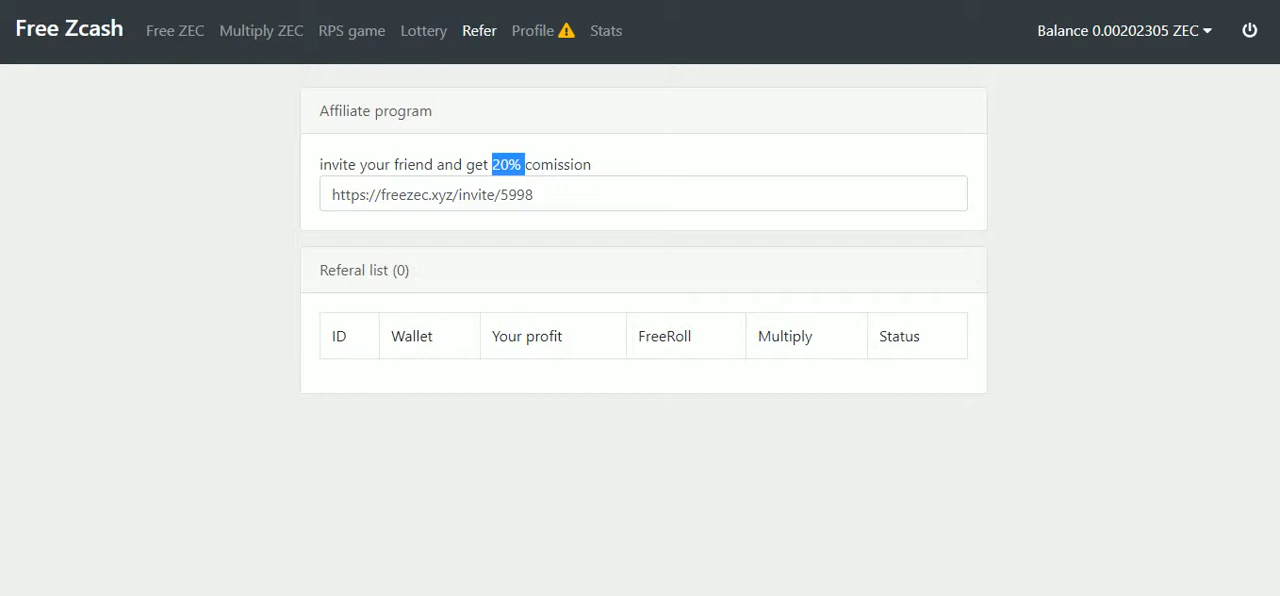 Free Zcash Free ZEC Multiply ZEC RPS game Lottery Refer Profile Stats Balance 0.00202305 ZEC
Affiliate program
invite your friend and get 20% comission
https://freezec.xyz/invite/5998
Referal list (0)
ID Wallet Your profit FreeRoll Multiply Status